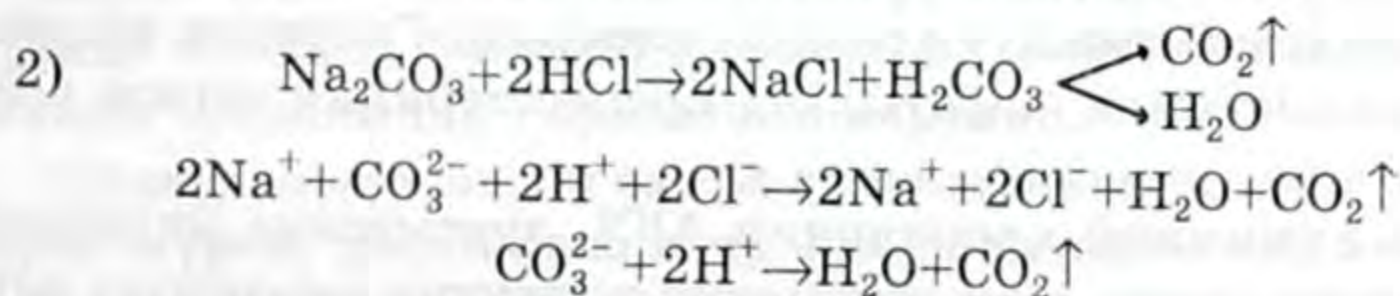 2) Na₂CO₃+2HCl→2NaCl+H₂CO₃ CO₂↑
H₂O
2Na⁺+CO₃²⁻+2H⁺+2Cl⁻→2Na⁺+2Cl⁻+H₂O+CO₂↑
CO₃²⁻+2H⁺→H₂O+CO₂↑